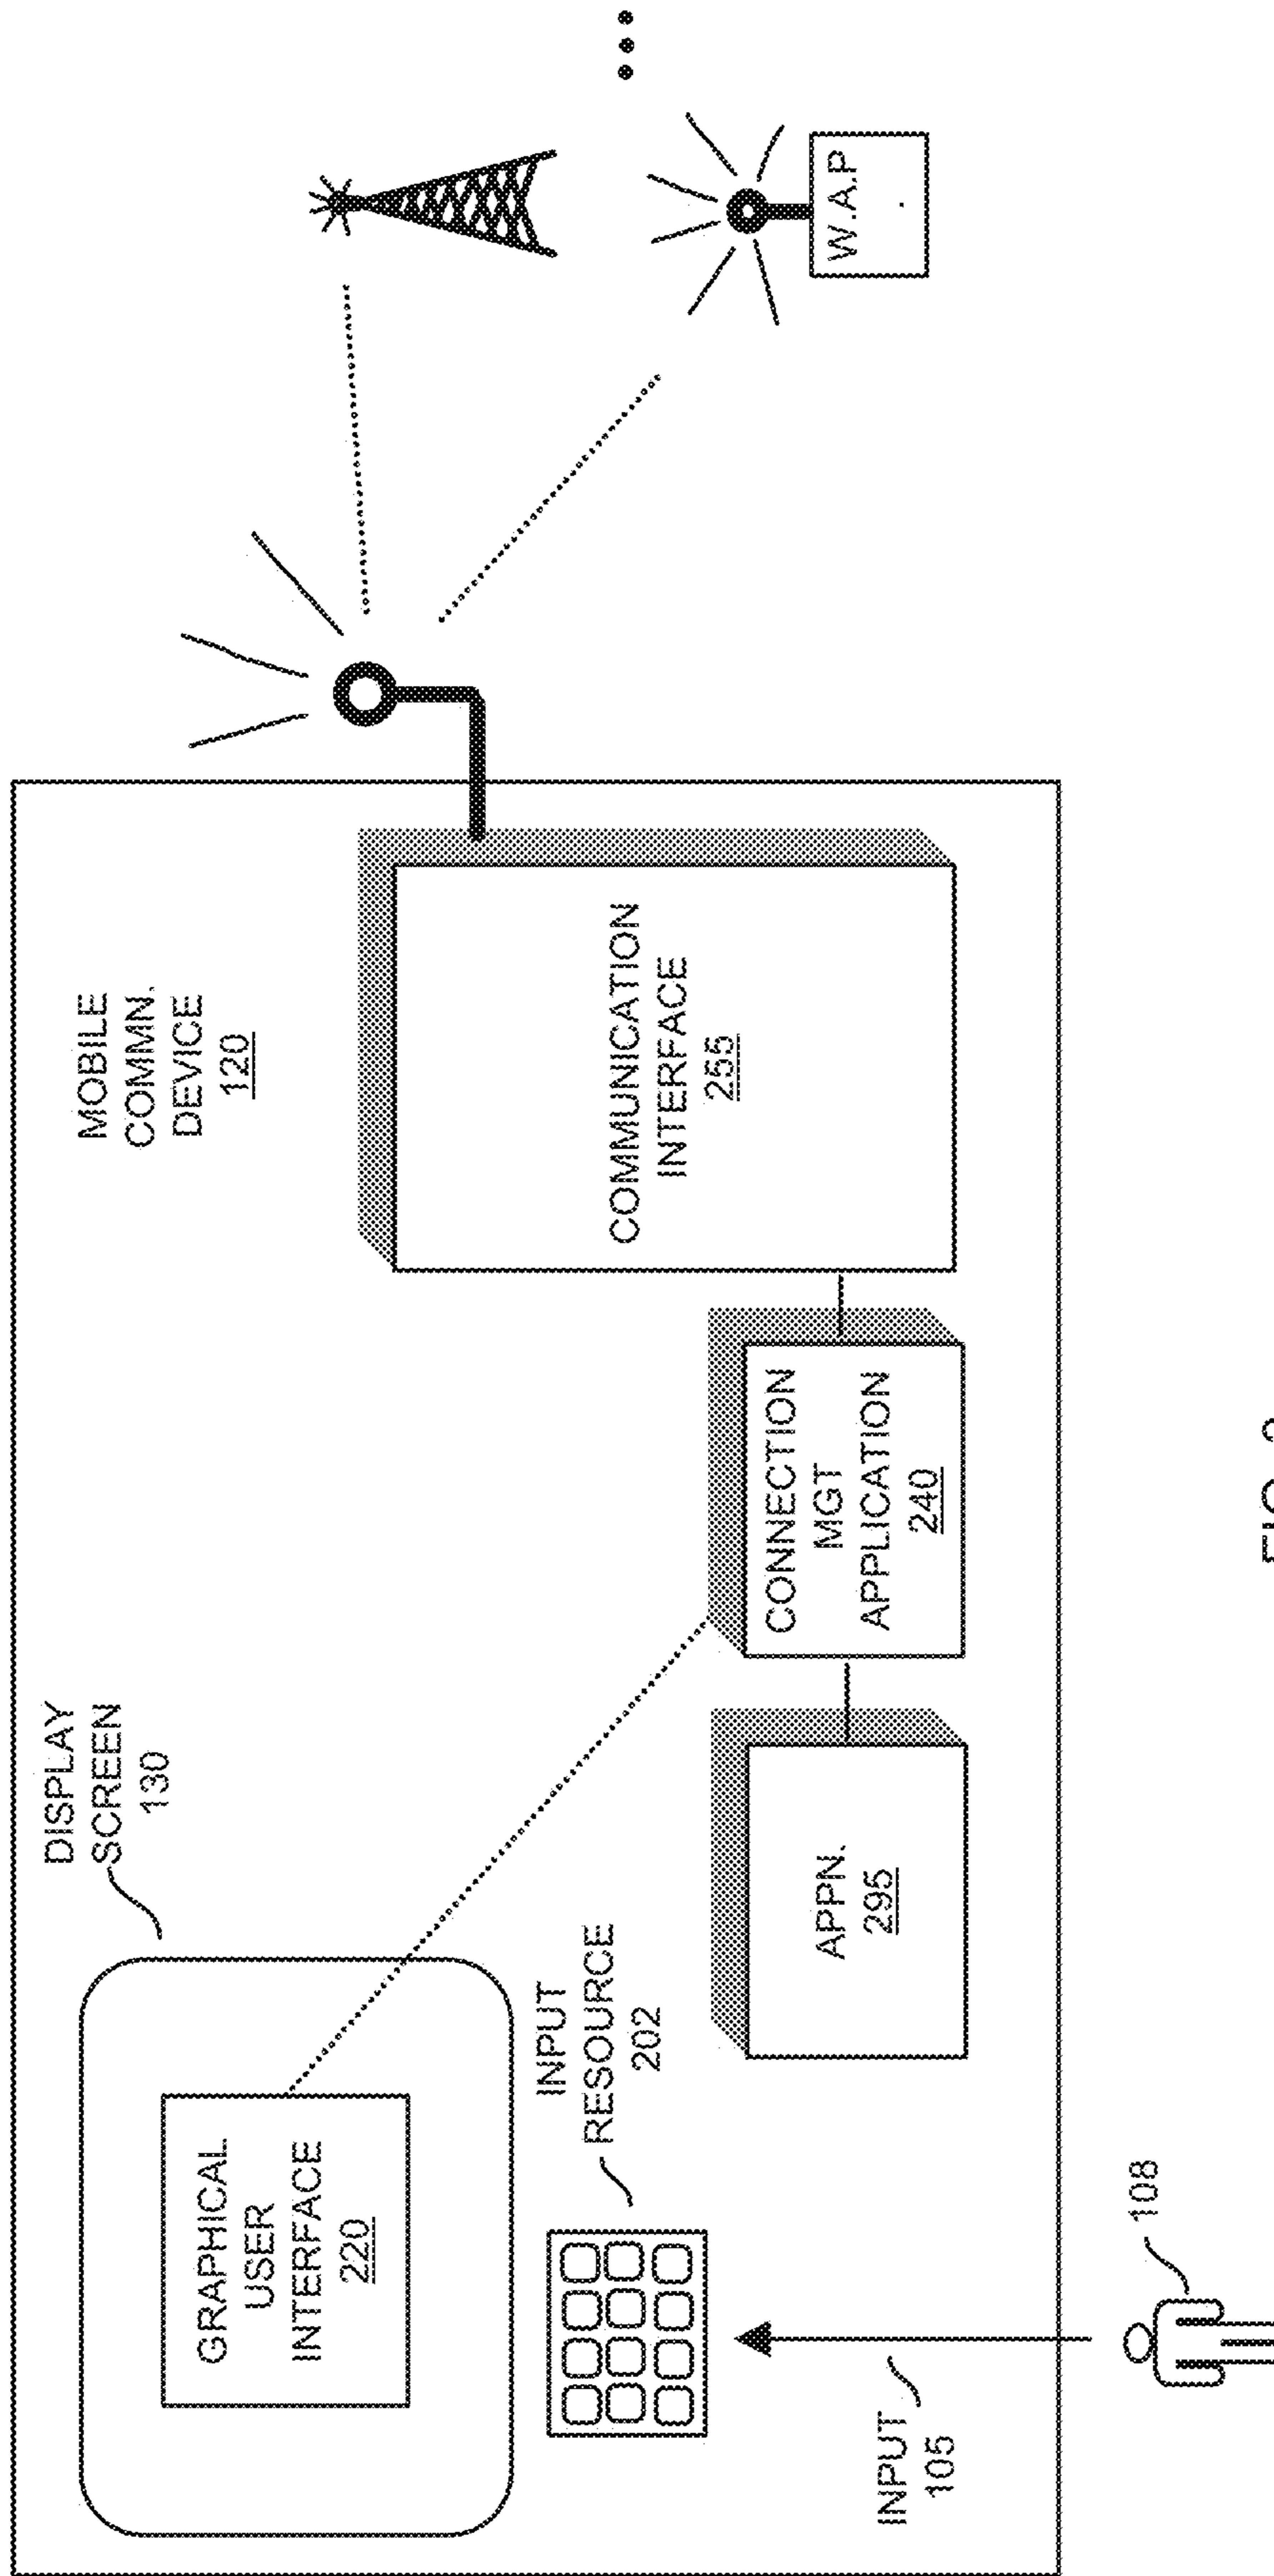 DISPLAY
SCREEN
130
MOBILE
COMMN.
DEVICE
120
GRAPHICAL
USER
INTERFACE
220
INPUT
RESOURCE
202
COMMUNICATION
INTERFACE
255
CONNECTION
MGT
APPLICATION
240
APPN.
295
W.A.P
.
INPUT
105
108
FIG.